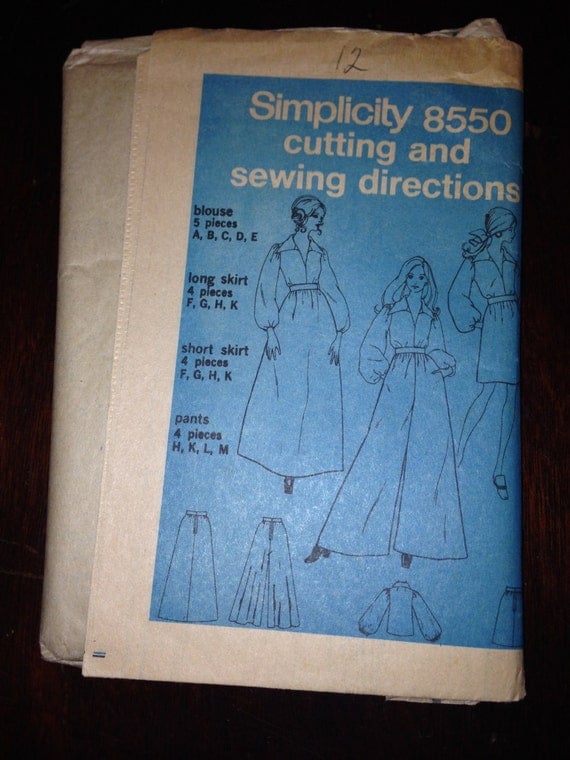 12
Simplicity 8550
cutting and
sewing directions
blouse
5 pieces
A, B, C, D, E
long skirt
4 pieces
F, G, H, K
short skirt
4 pieces
F, G, H, K
pants
4 pieces
H, K, L, M